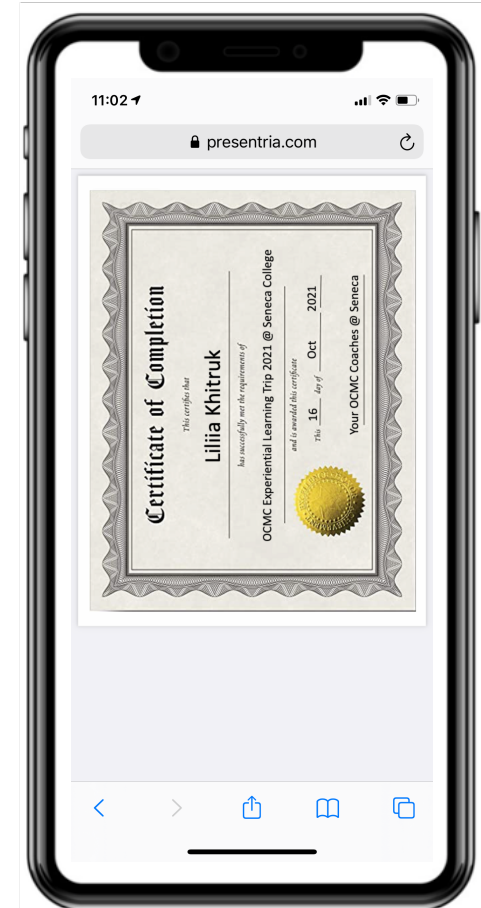 11:02
presentria.com
Certificate of Completion
This certifies that
Liliia Khitruk
has successfully met the requirements of
OCMC Experiential Learning Trip 2021 @ Seneca College
and is awarded this certificate
This 16 day of Oct 2021
Your OCMC Coaches @ Seneca